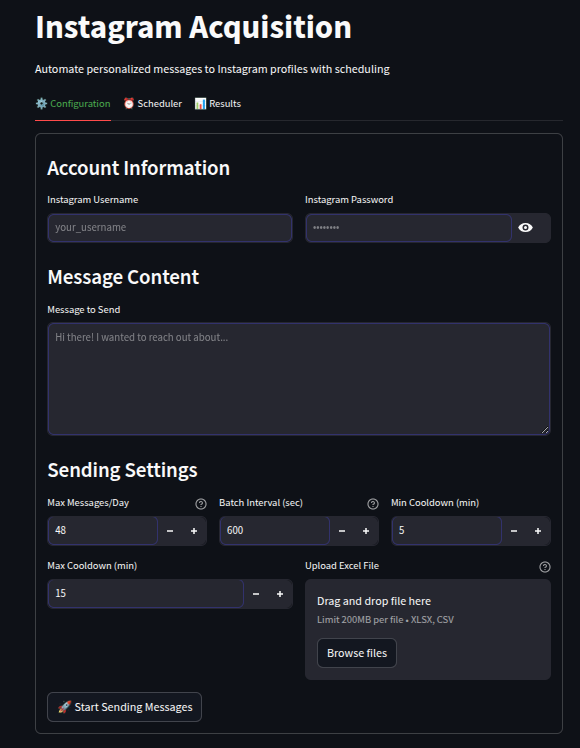 Instagram Acquisition
Automate personalized messages to Instagram profiles with scheduling
⚙️ Configuration ⏰ Scheduler 📊 Results
Account Information
Instagram Username Instagram Password
your_username ••••••••
Message Content
Message to Send
Hi there! I wanted to reach out about...
Sending Settings
Max Messages/Day Batch Interval (sec) Min Cooldown (min)
48 − + 600 − + 5 − +
Max Cooldown (min) Upload Excel File
15 − +
Drag and drop file here
Limit 200MB per file • XLSX, CSV
Browse files
🚀 Start Sending Messages